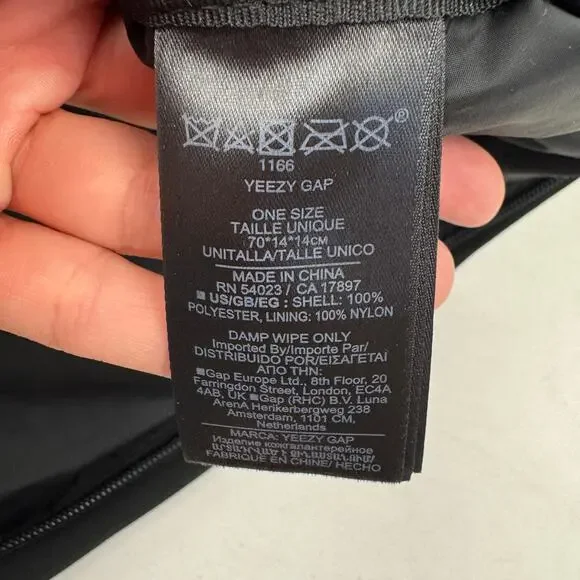 ®
1166
YEEZY GAP
ONE SIZE
TAILLE UNIQUE
70*14*14CM
UNITALLA/TALLE UNICO
MADE IN CHINA
RN 54023 / CA 17897
■ US/GB/EG : SHELL: 100%
POLYESTER, LINING: 100% NYLON
DAMP WIPE ONLY
Imported By/Importe Par/
DISTRIBUIDO POR/ΕΙΣΑΓΕΤΑΙ
ΑΠΟ ΤΗΝ:
■Gap Europe Ltd., 8th Floor, 20
Farringdon Street, London, EC4A
4AB, UK ■Gap (RHC) B.V. Luna
ArenA Herikerbergweg 238
Amsterdam, 1101 CM,
Netherlands
MARCA: YEEZY GAP
Изделие кожгалантерейное
FABRIQUE EN CHINE/ HECHO